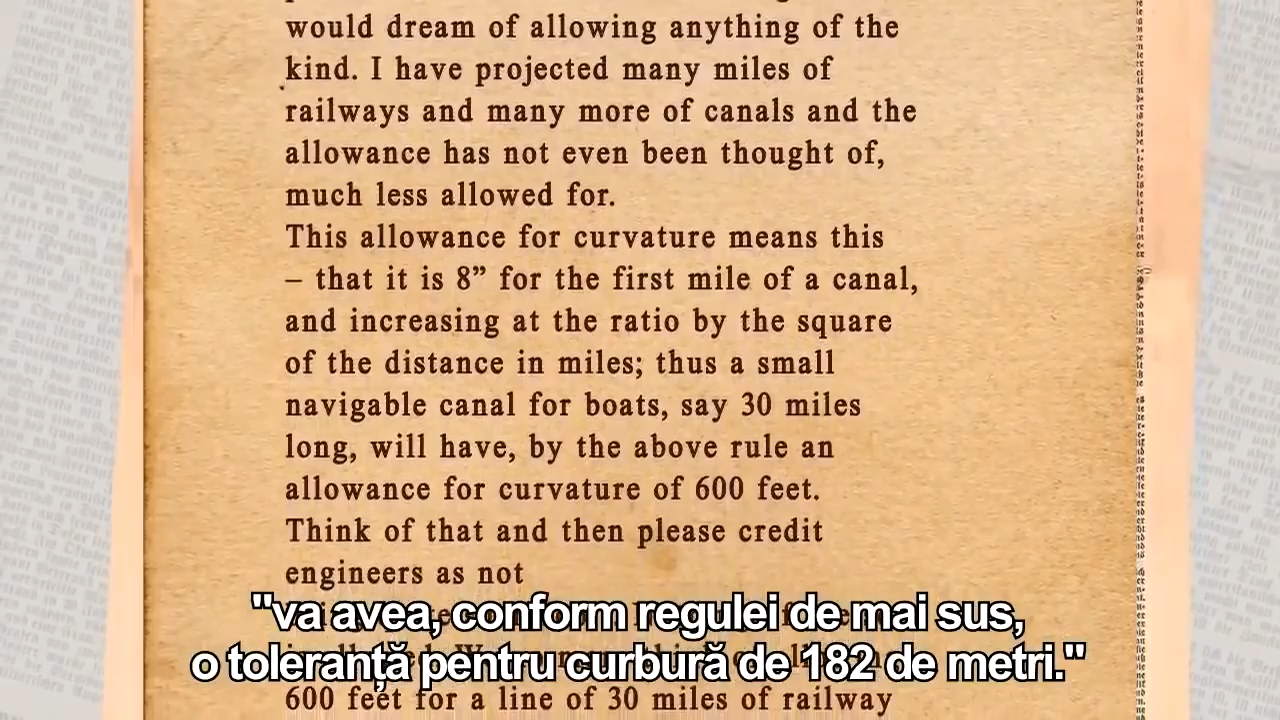 would dream of allowing anything of the
kind. I have projected many miles of
railways and many more of canals and the
allowance has not even been thought of,
much less allowed for.
This allowance for curvature means this
– that it is 8” for the first mile of a canal,
and increasing at the ratio by the square
of the distance in miles; thus a small
navigable canal for boats, say 30 miles
long, will have, by the above rule an
allowance for curvature of 600 feet.
Think of that and then please credit
engineers as not
"va avea, conform regulei de mai sus,
o toleranță pentru curbură de 182 de metri."
600 feet for a line of 30 miles of railway